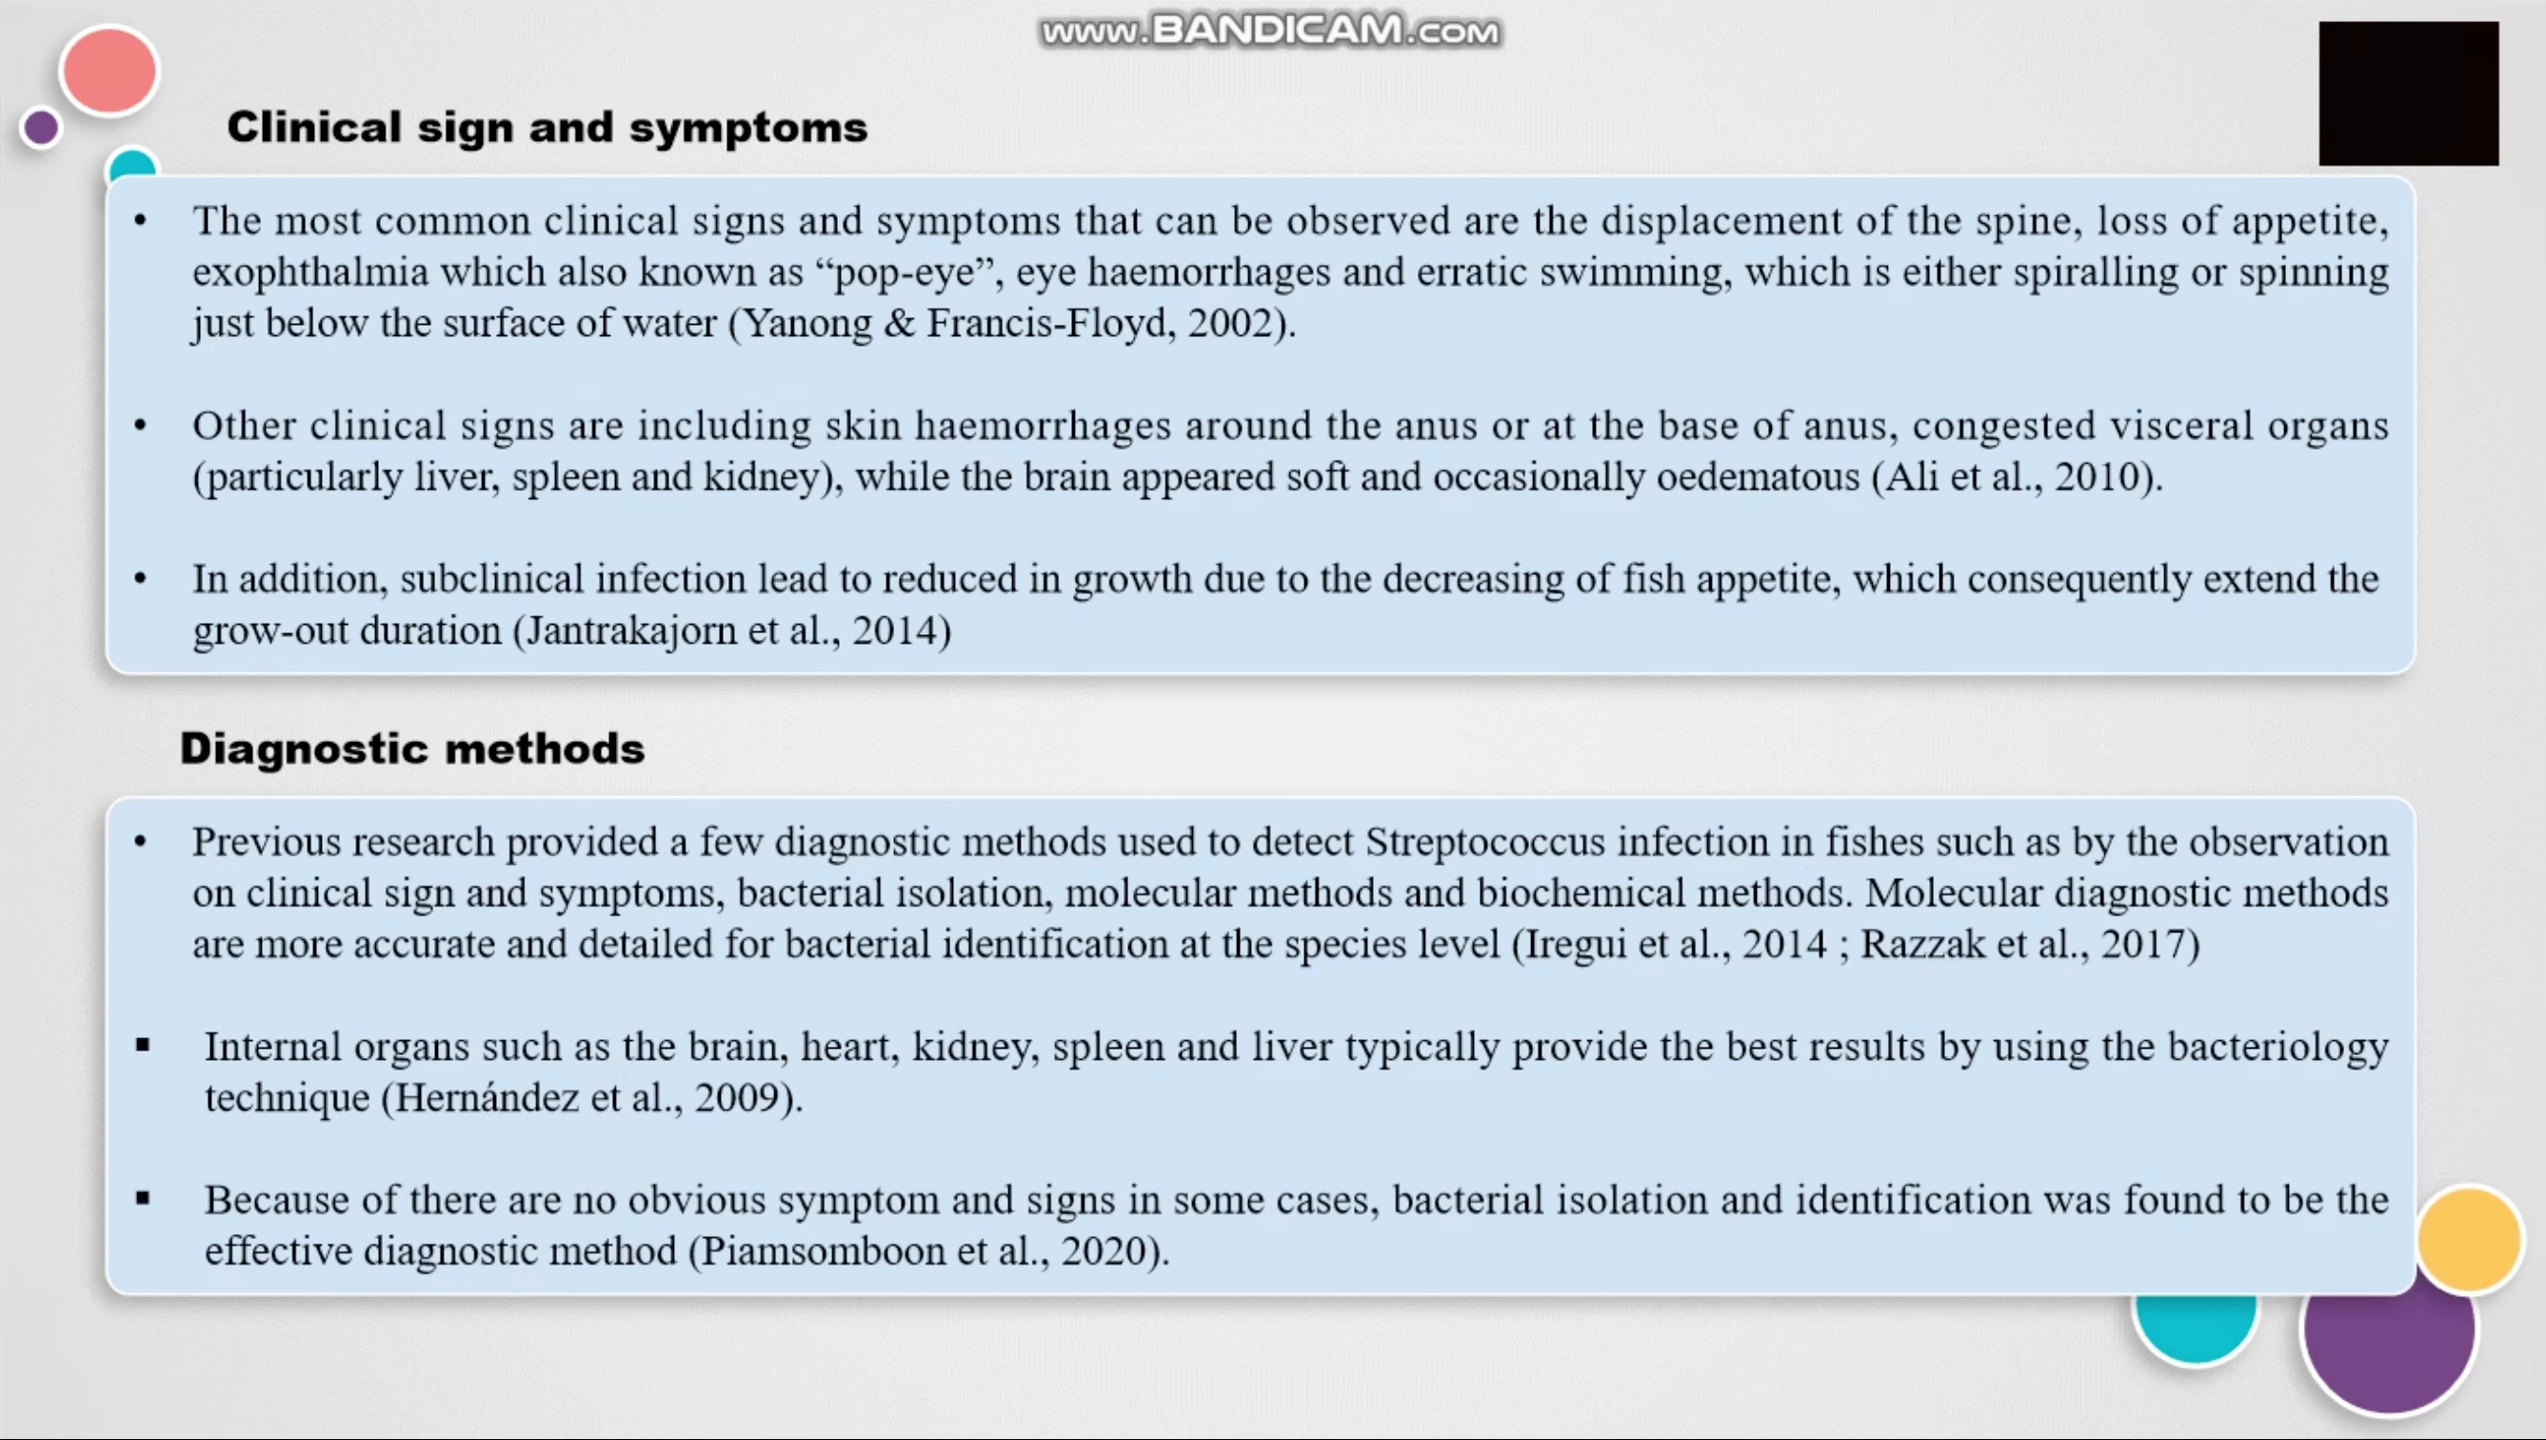 www.BANDICAM.com
Clinical sign and symptoms
• The most common clinical signs and symptoms that can be observed are the displacement of the spine, loss of appetite,
exophthalmia which also known as “pop-eye”, eye haemorrhages and erratic swimming, which is either spiralling or spinning
just below the surface of water (Yanong & Francis-Floyd, 2002).
• Other clinical signs are including skin haemorrhages around the anus or at the base of anus, congested visceral organs
(particularly liver, spleen and kidney), while the brain appeared soft and occasionally oedematous (Ali et al., 2010).
• In addition, subclinical infection lead to reduced in growth due to the decreasing of fish appetite, which consequently extend the
grow-out duration (Jantrakajorn et al., 2014)
Diagnostic methods
• Previous research provided a few diagnostic methods used to detect Streptococcus infection in fishes such as by the observation
on clinical sign and symptoms, bacterial isolation, molecular methods and biochemical methods. Molecular diagnostic methods
are more accurate and detailed for bacterial identification at the species level (Iregui et al., 2014 ; Razzak et al., 2017)
▪ Internal organs such as the brain, heart, kidney, spleen and liver typically provide the best results by using the bacteriology
technique (Hernández et al., 2009).
▪ Because of there are no obvious symptom and signs in some cases, bacterial isolation and identification was found to be the
effective diagnostic method (Piamsomboon et al., 2020).